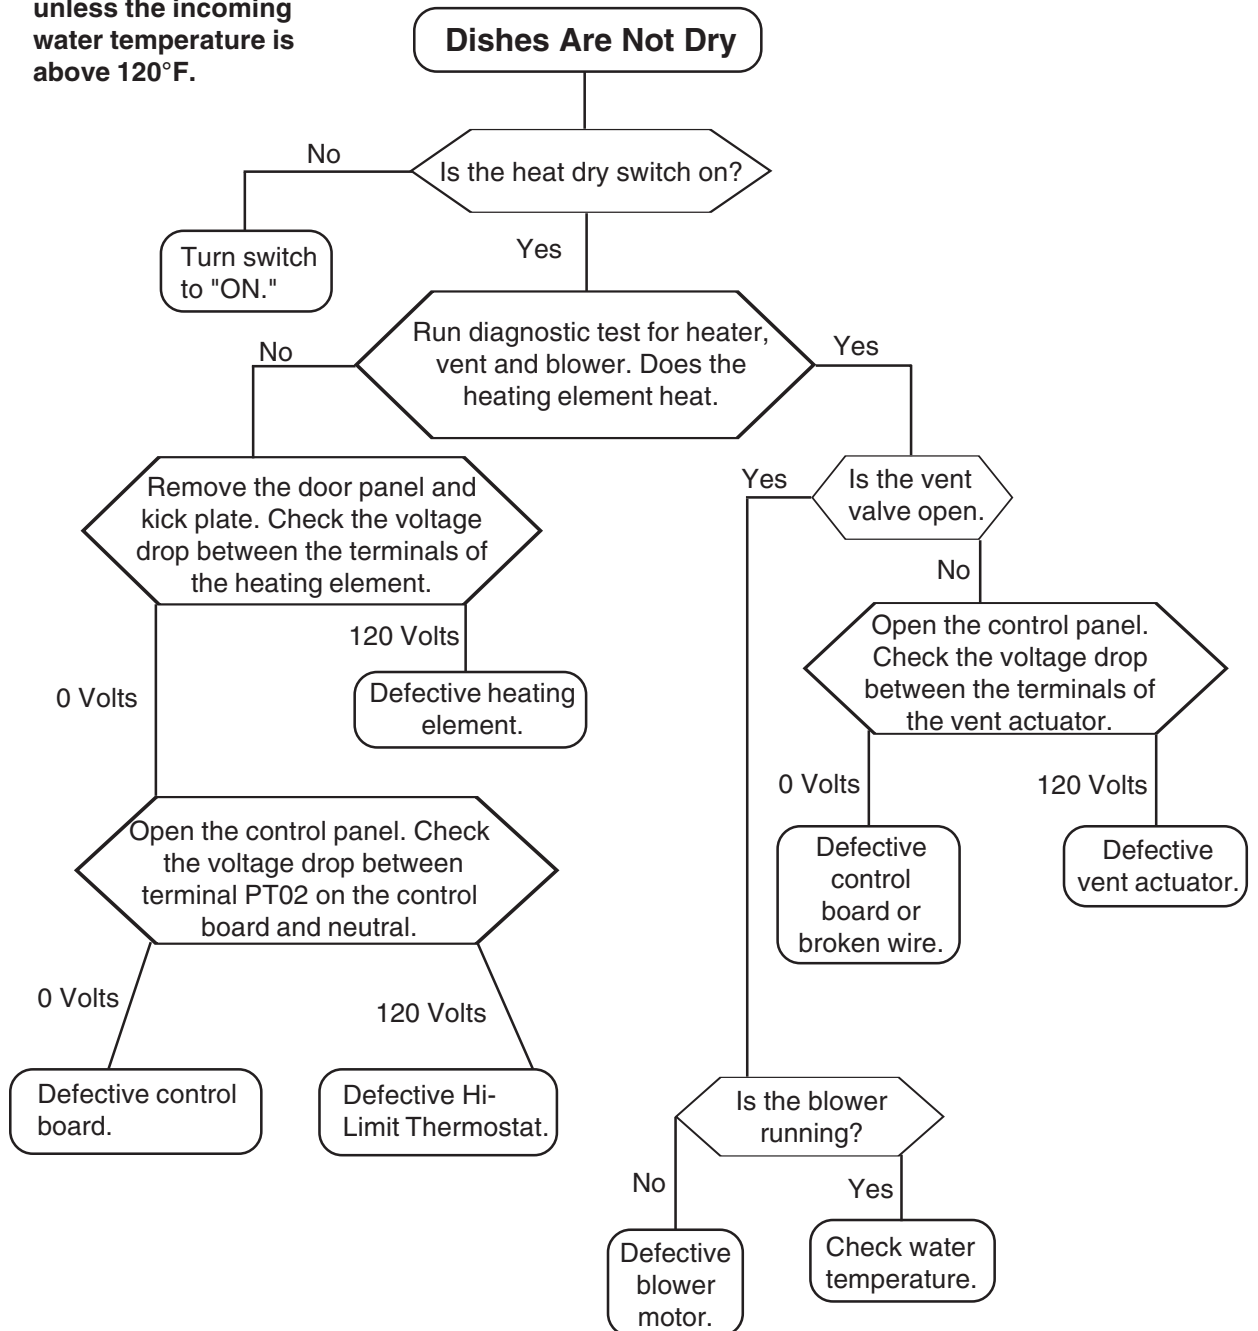 unless the incoming
water temperature is
above 120°F.
Dishes Are Not Dry
No
Is the heat dry switch on?
Yes
Turn switch
to "ON."
Run diagnostic test for heater,
vent and blower. Does the
heating element heat.
No
Yes
Remove the door panel and
kick plate. Check the voltage
drop between the terminals of
the heating element.
Yes
Is the vent
valve open.
No
120 Volts
0 Volts
Defective heating
element.
Open the control panel.
Check the voltage drop
between the terminals of
the vent actuator.
0 Volts
120 Volts
Defective
control
board or
broken wire.
Defective
vent actuator.
Open the control panel. Check
the voltage drop between
terminal PT02 on the control
board and neutral.
0 Volts
120 Volts
Defective control
board.
Defective Hi-
Limit Thermostat.
Is the blower
running?
No
Yes
Defective
blower
motor.
Check water
temperature.